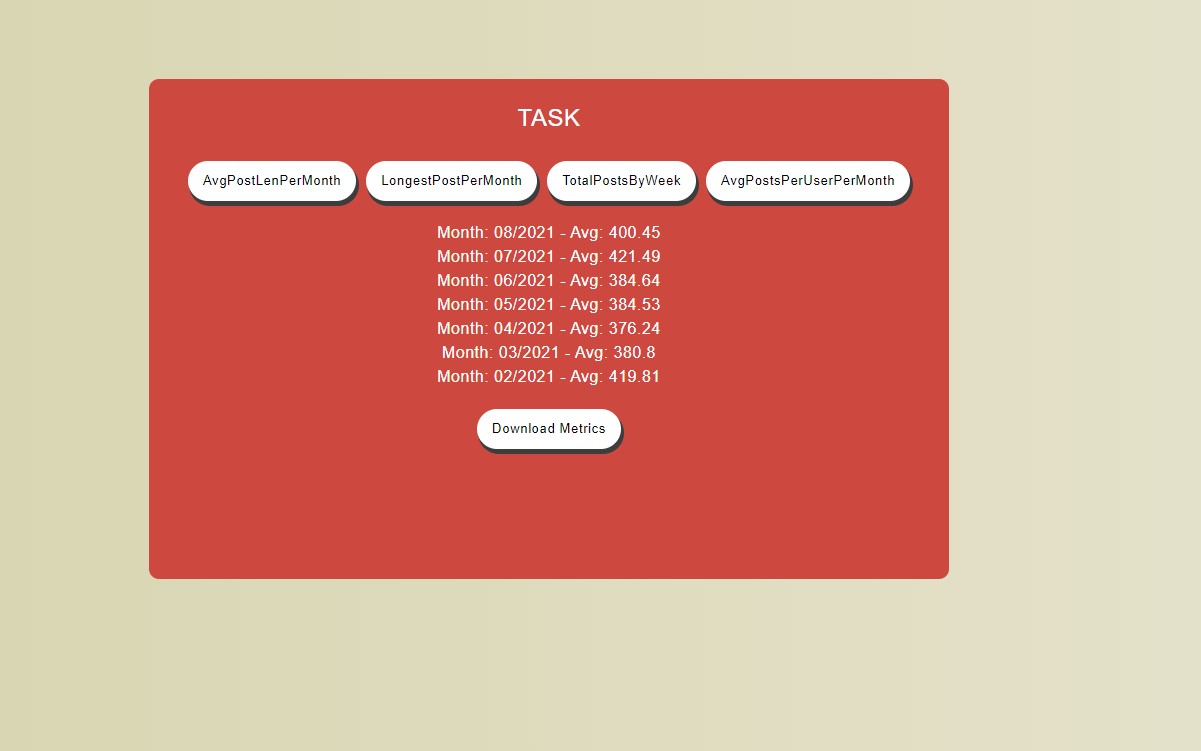 TASK
AvgPostLenPerMonth LongestPostPerMonth TotalPostsByWeek AvgPostsPerUserPerMonth
Month: 08/2021 - Avg: 400.45
Month: 07/2021 - Avg: 421.49
Month: 06/2021 - Avg: 384.64
Month: 05/2021 - Avg: 384.53
Month: 04/2021 - Avg: 376.24
Month: 03/2021 - Avg: 380.8
Month: 02/2021 - Avg: 419.81
Download Metrics